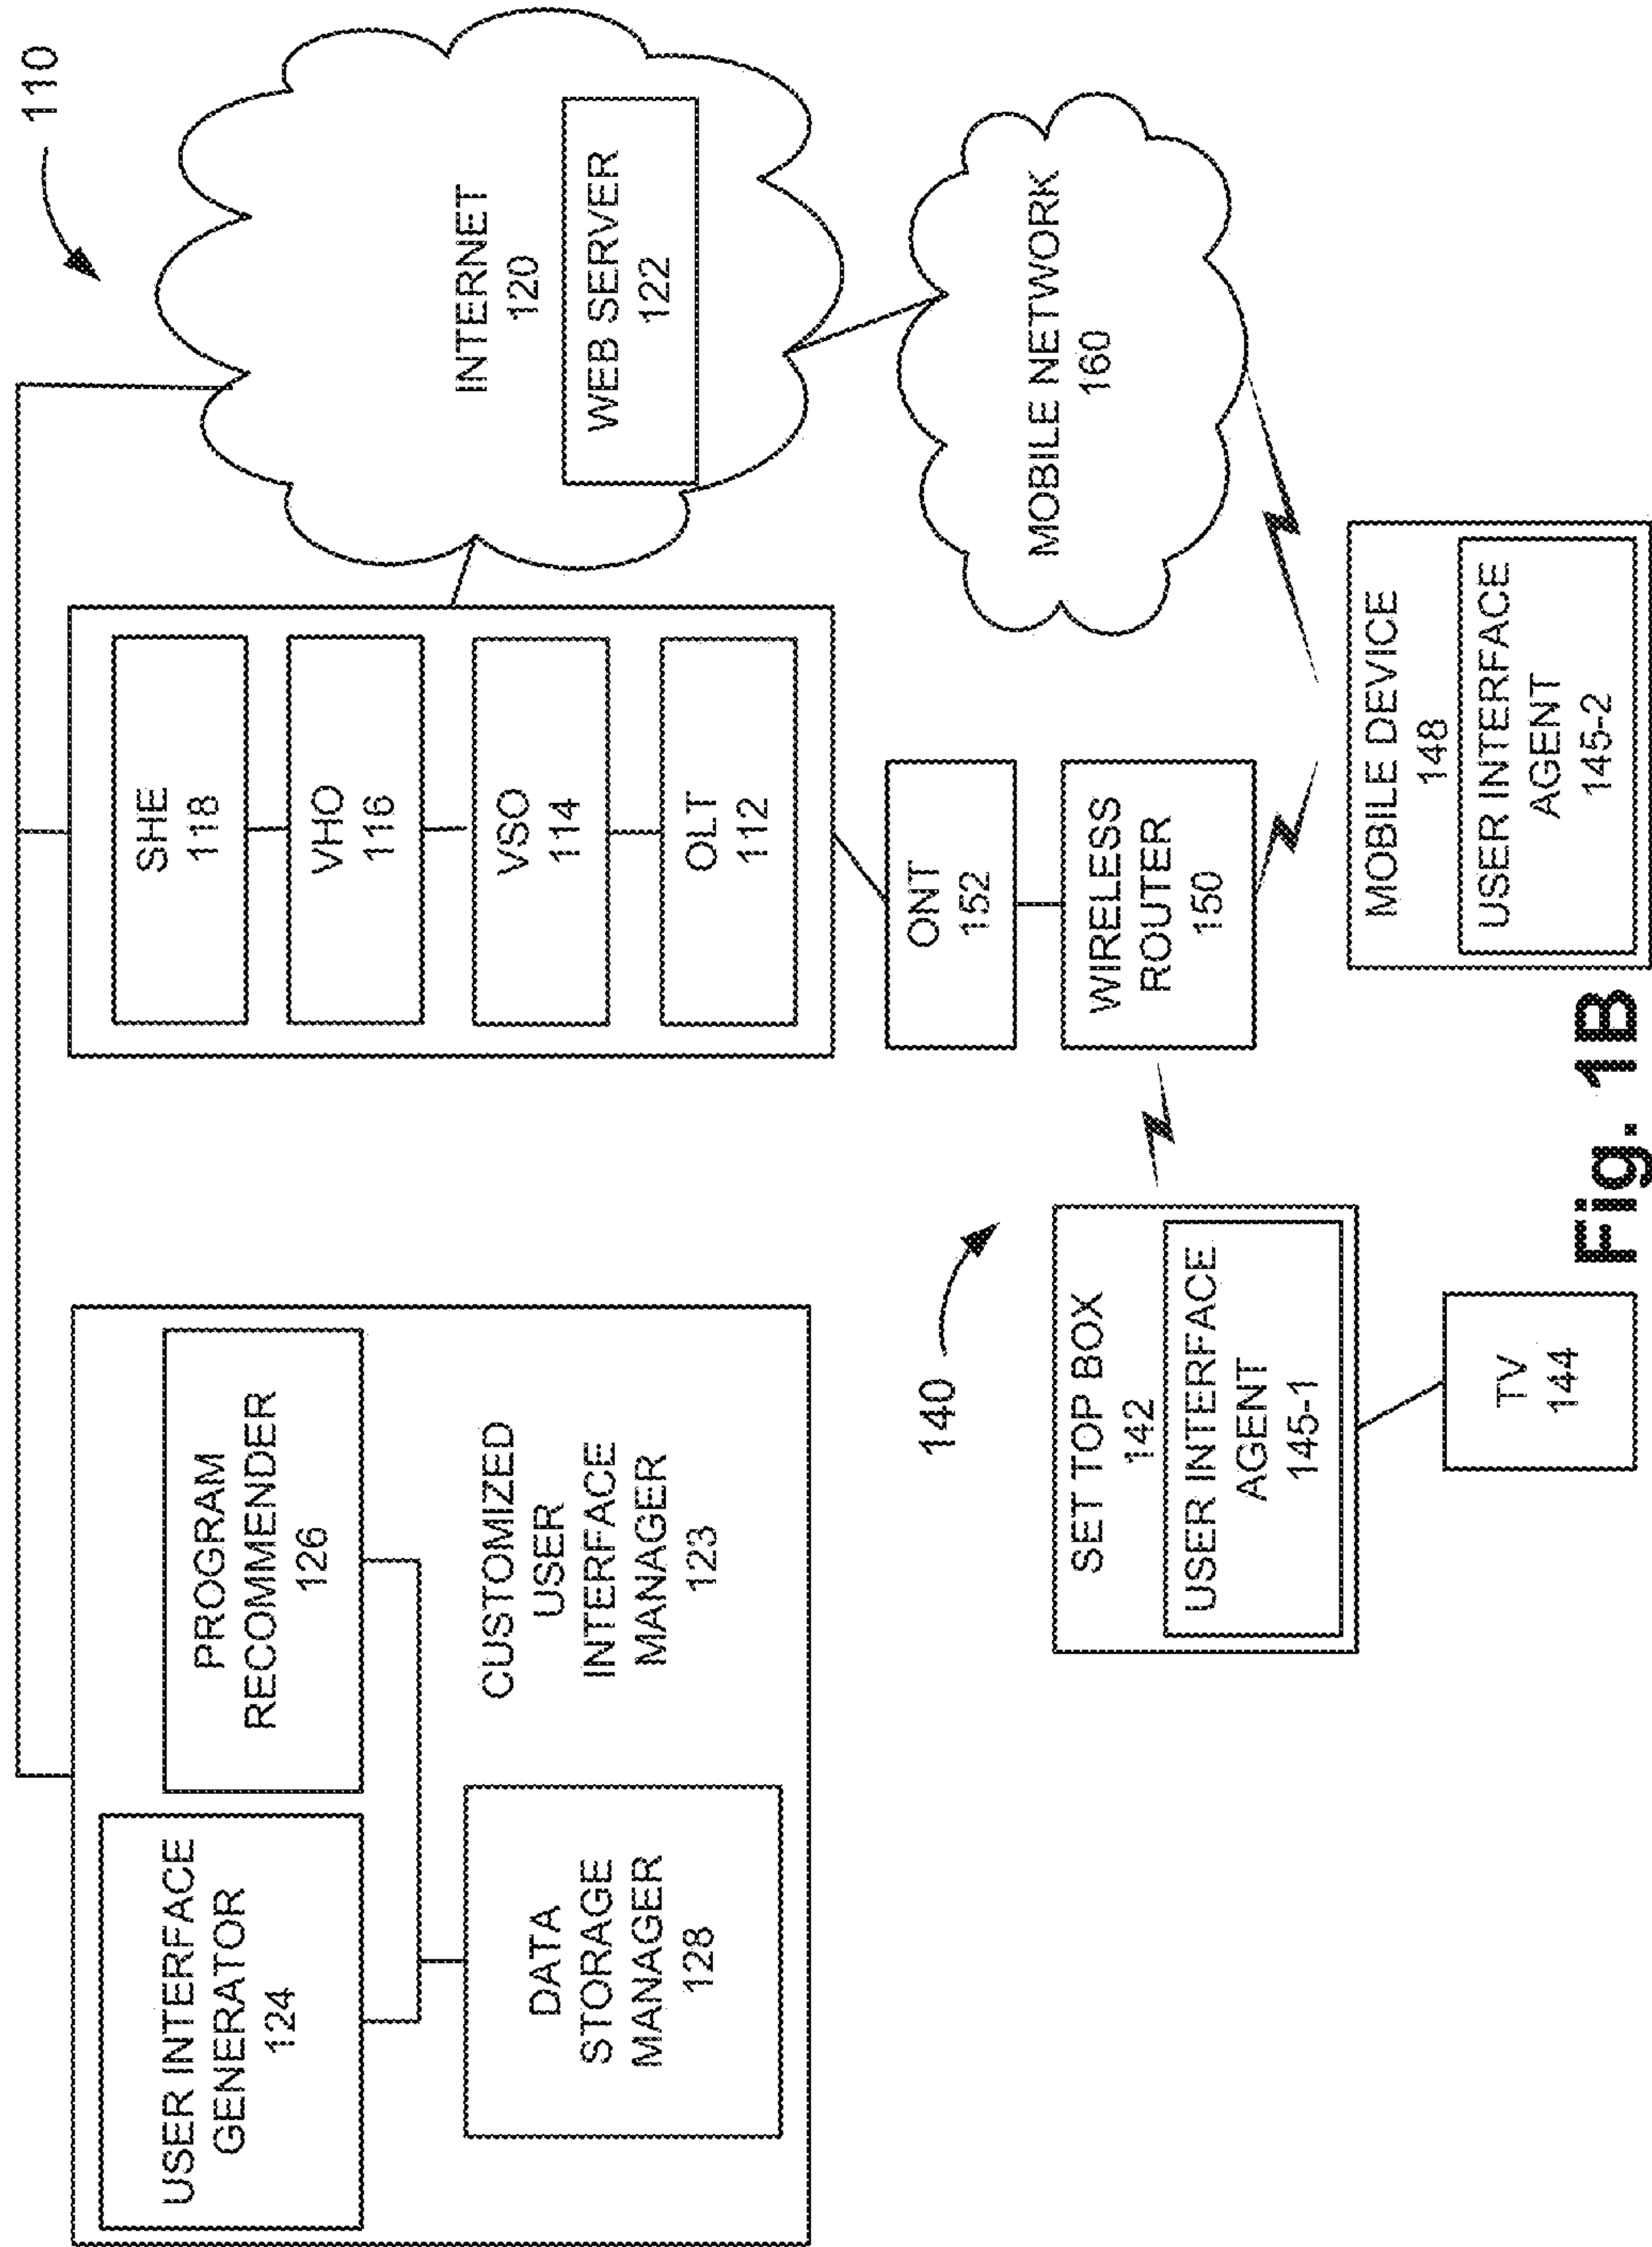 110
USER INTERFACE
GENERATOR
124
PROGRAM
RECOMMENDER
126
DATA
STORAGE
MANAGER
128
CUSTOMIZED
USER
INTERFACE
MANAGER
123
SHE
118
VHO
116
VSO
114
OLT
112
INTERNET
120
WEB SERVER
122
140
SET TOP BOX
142
USER INTERFACE
AGENT
145-1
TV
144
ONT
152
WIRELESS
ROUTER
150
MOBILE NETWORK
160
MOBILE DEVICE
148
USER INTERFACE
AGENT
145-2
Fig. 1B